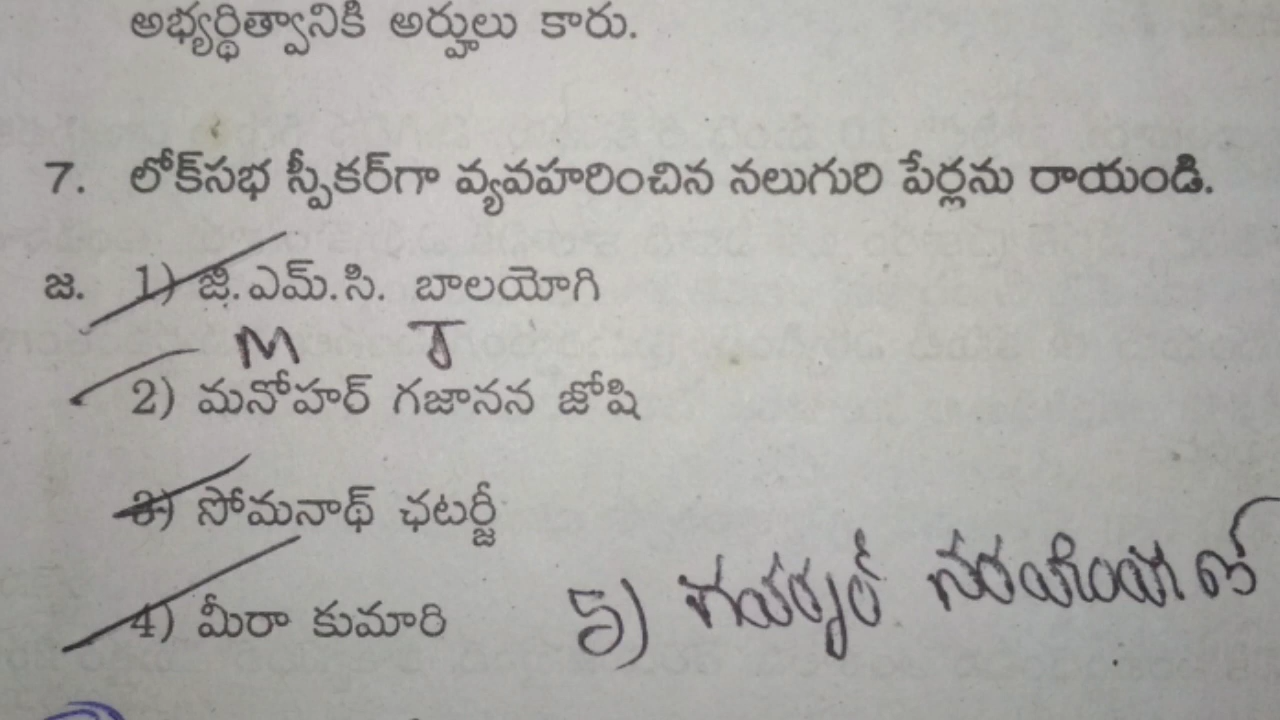 అభ్యర్థిత్వానికి అర్హులు కారు.
7. లోక్‌సభ స్పీకర్‌గా వ్యవహరించిన నలుగురి పేర్లను రాయండి.
జ. 1) జి.ఎమ్.సి. బాలయోగి
M J
2) మనోహర్ గజానన జోషి
3) సోమనాథ్ ఛటర్జీ
4) మీరా కుమారి
5)